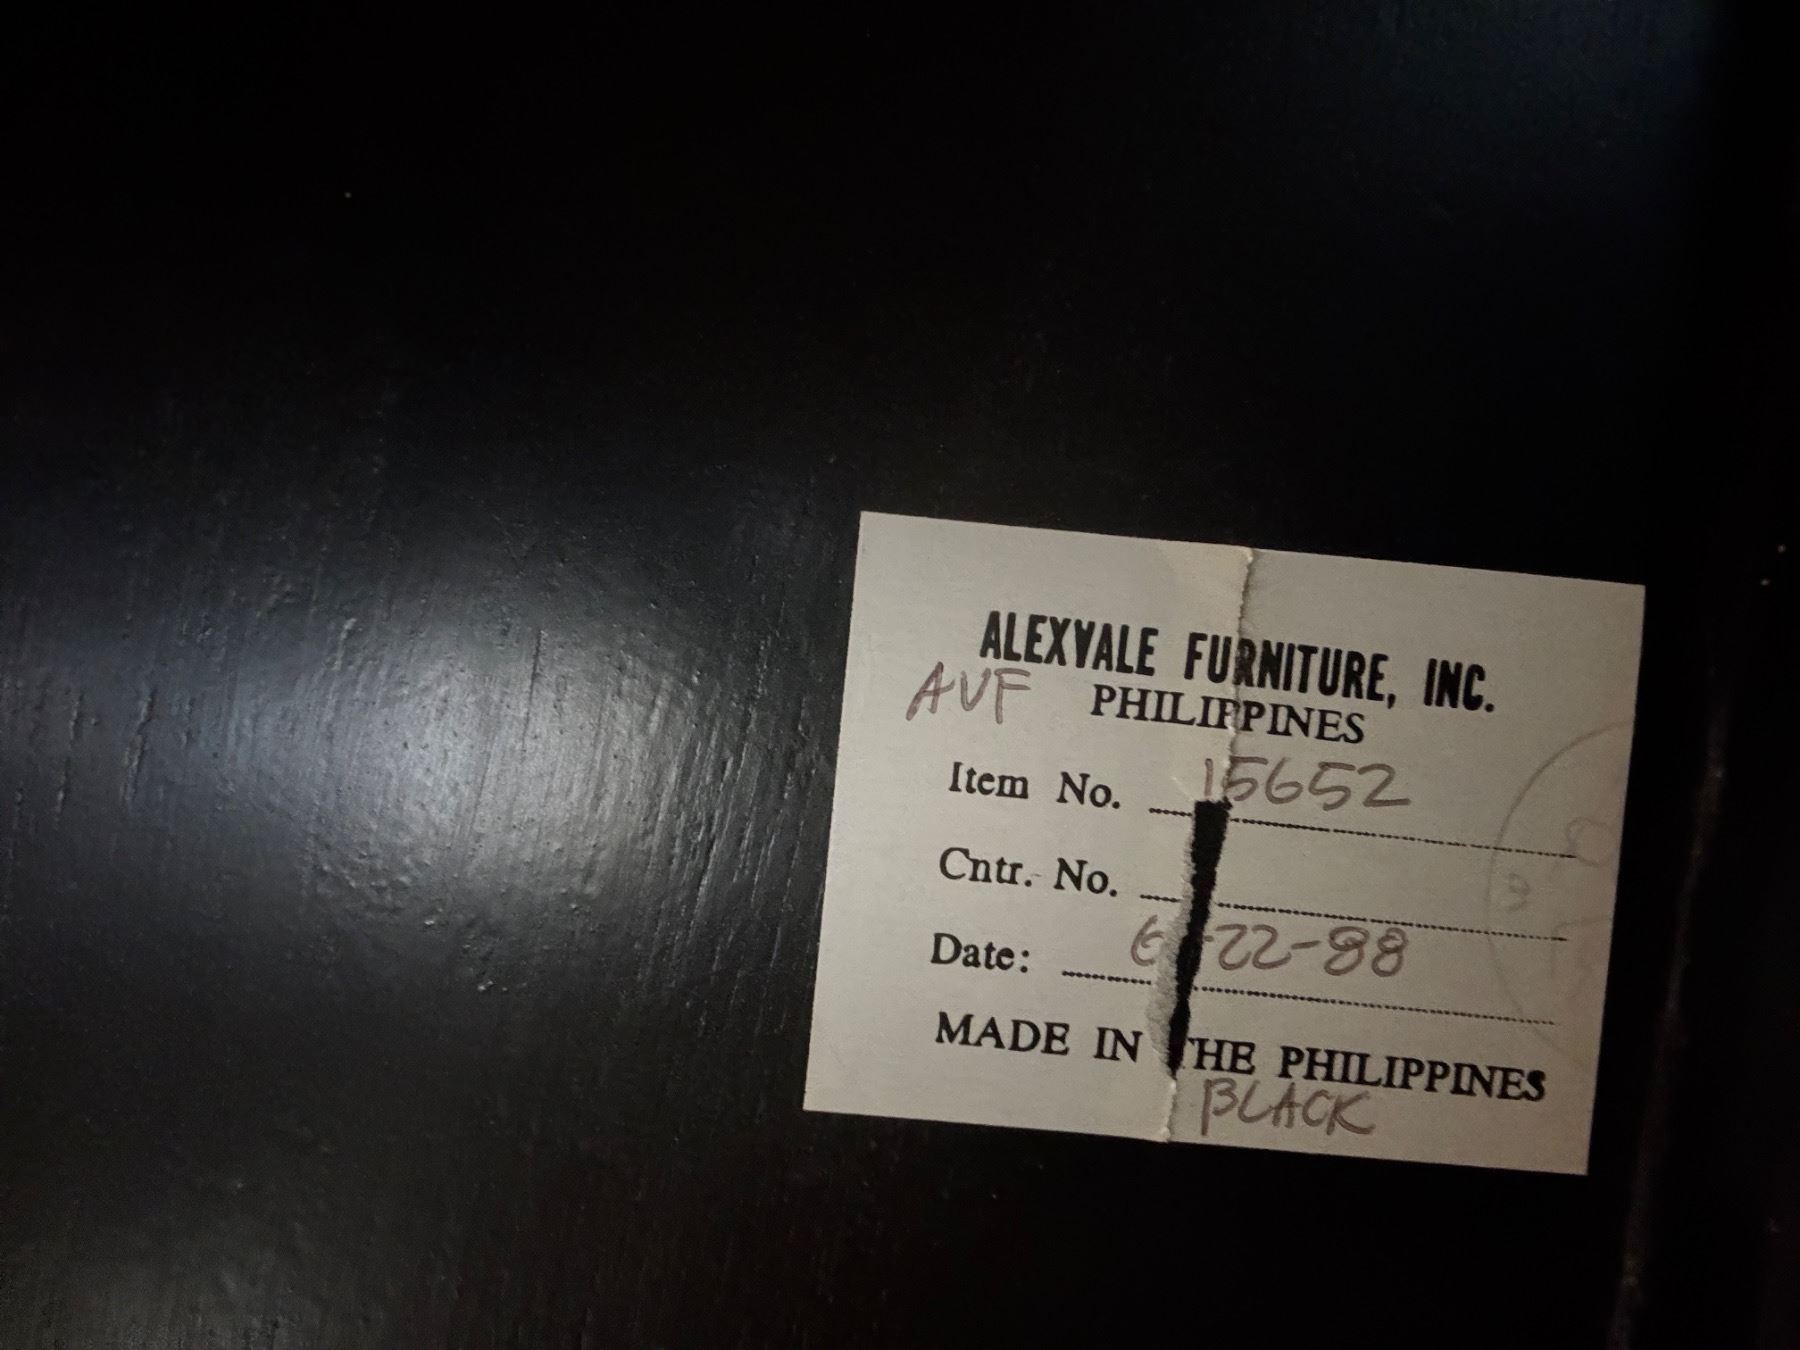 ALEXVALE FURNITURE, INC.
AVF PHILIPPINES
Item No. 15652
Cntr. No.
Date: 6-22-88
MADE IN THE PHILIPPINES
BLACK